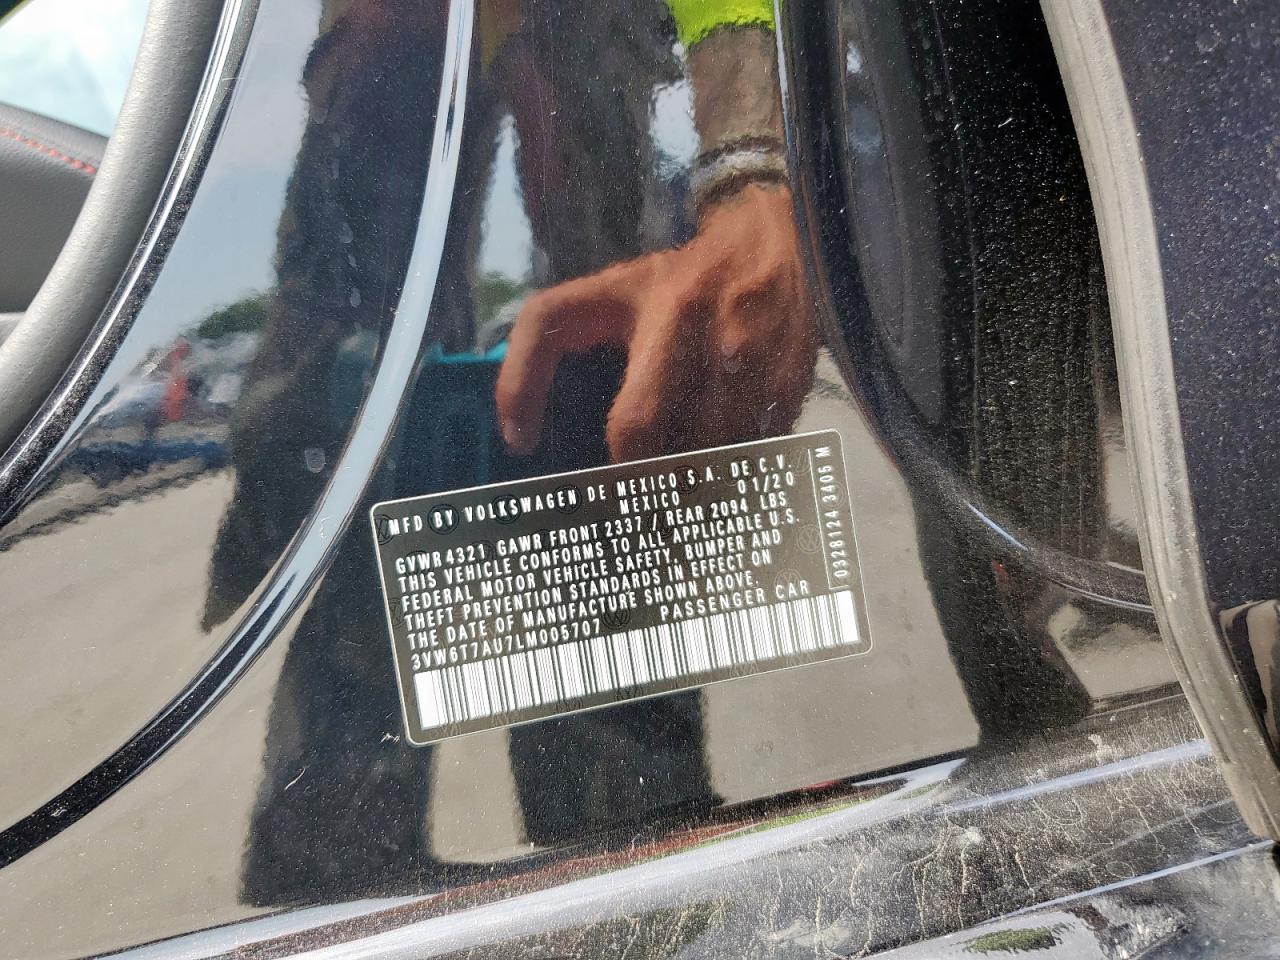 MFD BY VOLKSWAGEN DE MEXICO S.A. DE C.V.
MEXICO 01/20
GVWR 4321 GAWR FRONT 2337 / REAR 2094 LBS
THIS VEHICLE CONFORMS TO ALL APPLICABLE U.S.
FEDERAL MOTOR VEHICLE SAFETY, BUMPER AND
THEFT PREVENTION STANDARDS IN EFFECT ON
THE DATE OF MANUFACTURE SHOWN ABOVE.
3VW6T7AU7LM005707 PASSENGER CAR
0328124 3405 M